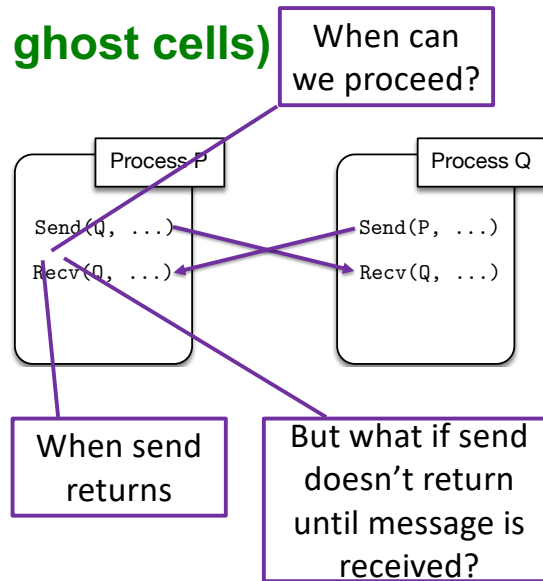 ghost cells)
When can
we proceed?
Process P
Send(Q, ...)
Recv(Q, ...)
Process Q
Send(P, ...)
Recv(Q, ...)
When send
returns
But what if send
doesn't return
until message is
received?